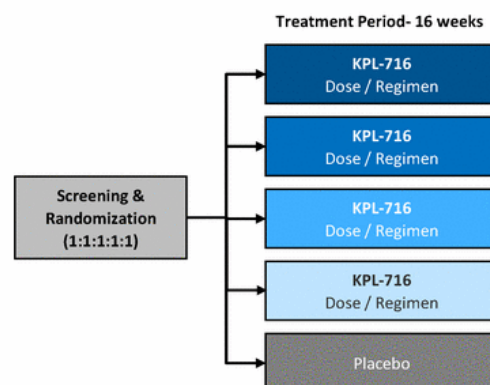 Treatment Period- 16 weeks
KPL-716
Dose / Regimen
KPL-716
Dose / Regimen
Screening &
Randomization
(1:1:1:1:1)
KPL-716
Dose / Regimen
KPL-716
Dose / Regimen
Placebo